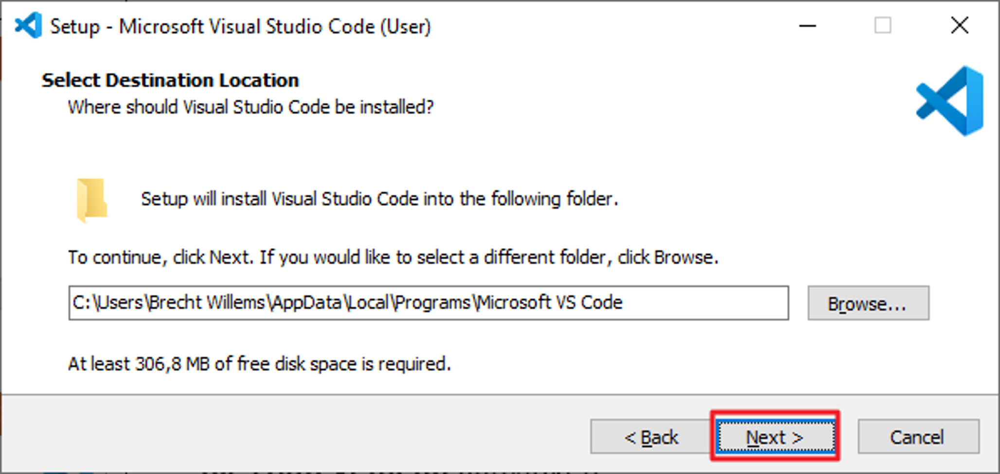 Setup - Microsoft Visual Studio Code (User)
Select Destination Location
Where should Visual Studio Code be installed?
Setup will install Visual Studio Code into the following folder.
To continue, click Next. If you would like to select a different folder, click Browse.
C:\Users\Brecht Willems\AppData\Local\Programs\Microsoft VS Code
Browse...
At least 306,8 MB of free disk space is required.
< Back
Next >
Cancel